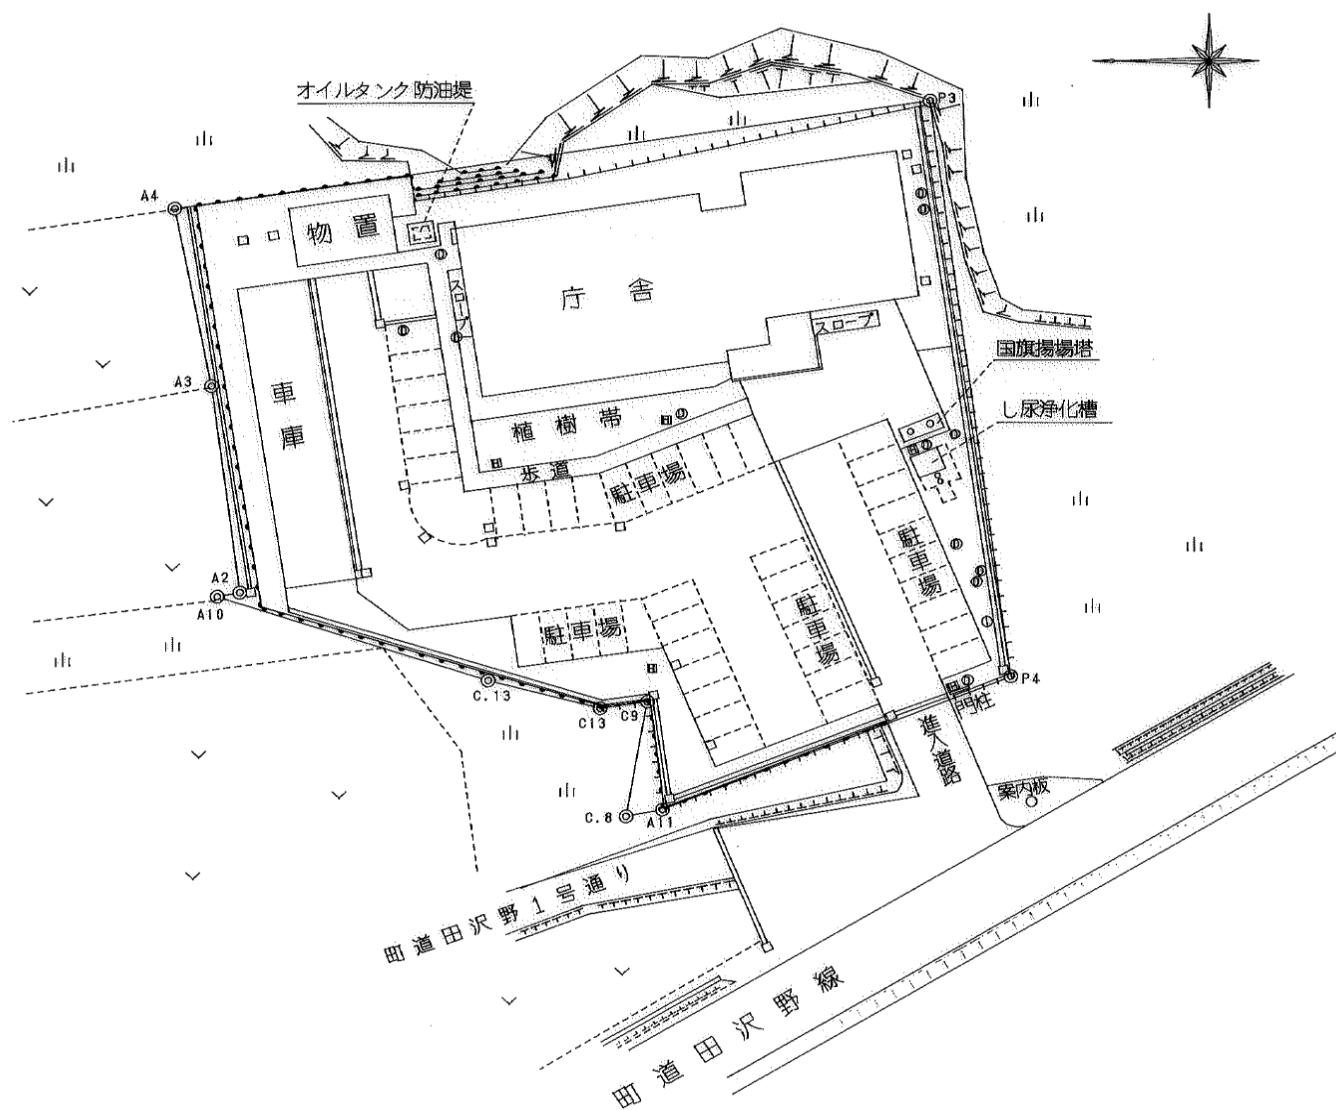 オイルタンク防油堤
P3
A4
物置
スロープ
庁舎
スロープ
国旗掲場塔
し尿浄化槽
A3
車庫
植樹帯
歩道
駐車場
駐車場
A2
A10
駐車場
駐車場
C.13
C13
C9
P4
門柱
進入道路
案内板
C.8
A11
町道田沢野1号通り
町道田沢野線